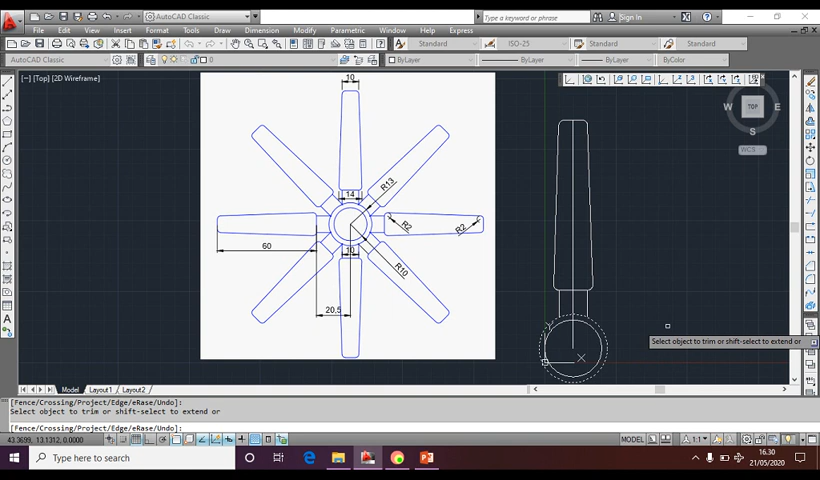 AutoCAD Classic
Type a keyword or phrase
Sign In
File Edit View Insert Format Tools Draw Dimension Modify Parametric Window Help Express
Standard ISO-25 Standard Standard
AutoCAD Classic 0 ByLayer ByLayer ByLayer ByColor
[−] [Top] [2D Wireframe]
N
W TOP E
S
WCS
10
14
R13
R2
R2
60
10
R10
20.5
Select object to trim or shift-select to extend or
Model Layout1 Layout2
[Fence/Crossing/Project/Edge/eRase/Undo]:
Select object to trim or shift-select to extend or
[Fence/Crossing/Project/Edge/eRase/Undo]:
43.3699, 13.1312, 0.0000
MODEL 1:1
Type here to search
16.30
21/05/2020